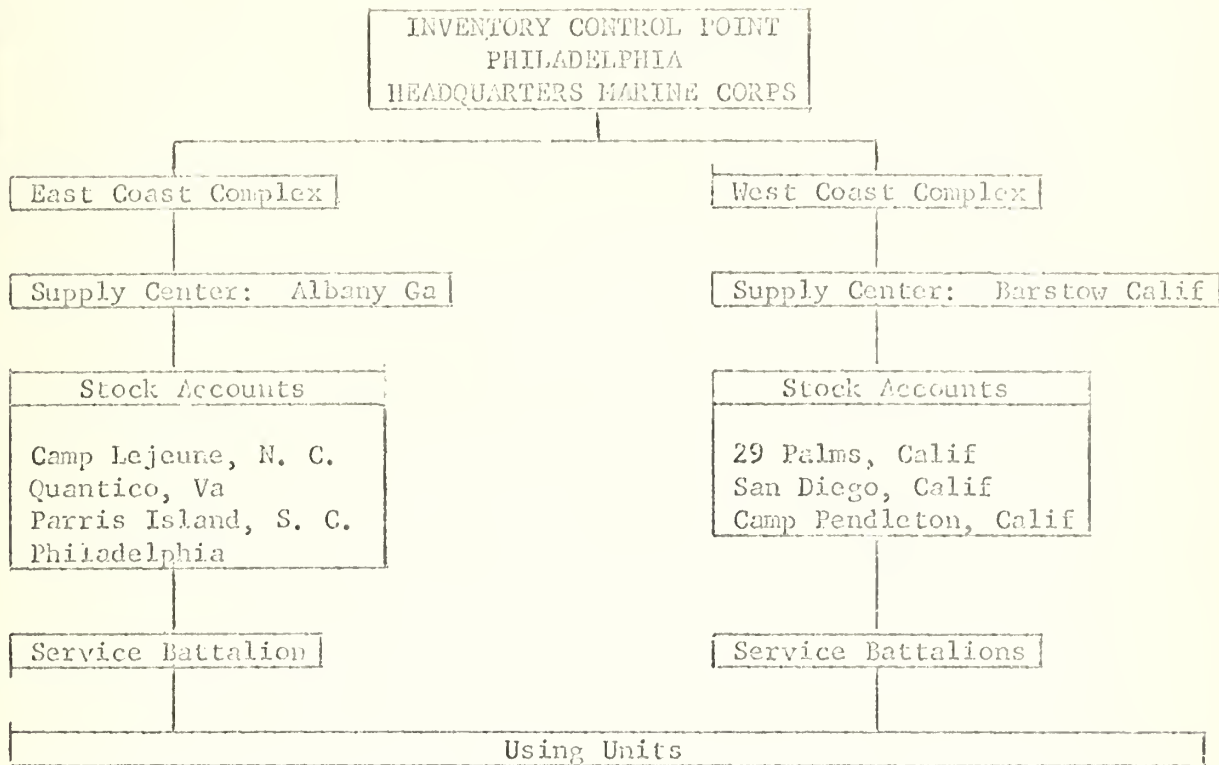 INVENTORY CONTROL POINT
PHILADELPHIA
HEADQUARTERS MARINE CORPS
East Coast Complex
West Coast Complex
Supply Center: Albany Ga
Supply Center: Barstow Calif
Stock Accounts
Camp Lejeune, N. C.
Quantico, Va
Parris Island, S. C.
Philadelphia
Stock Accounts
29 Palms, Calif
San Diego, Calif
Camp Pendleton, Calif
Service Battalion
Service Battalions
Using Units